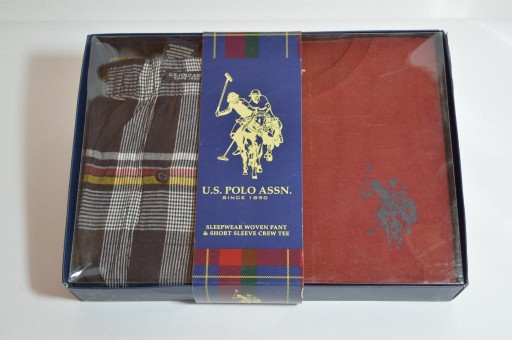 U.S. POLO ASSN.
SINCE 1890
SLEEPWEAR WOVEN PANT
& SHORT SLEEVE CREW TEE